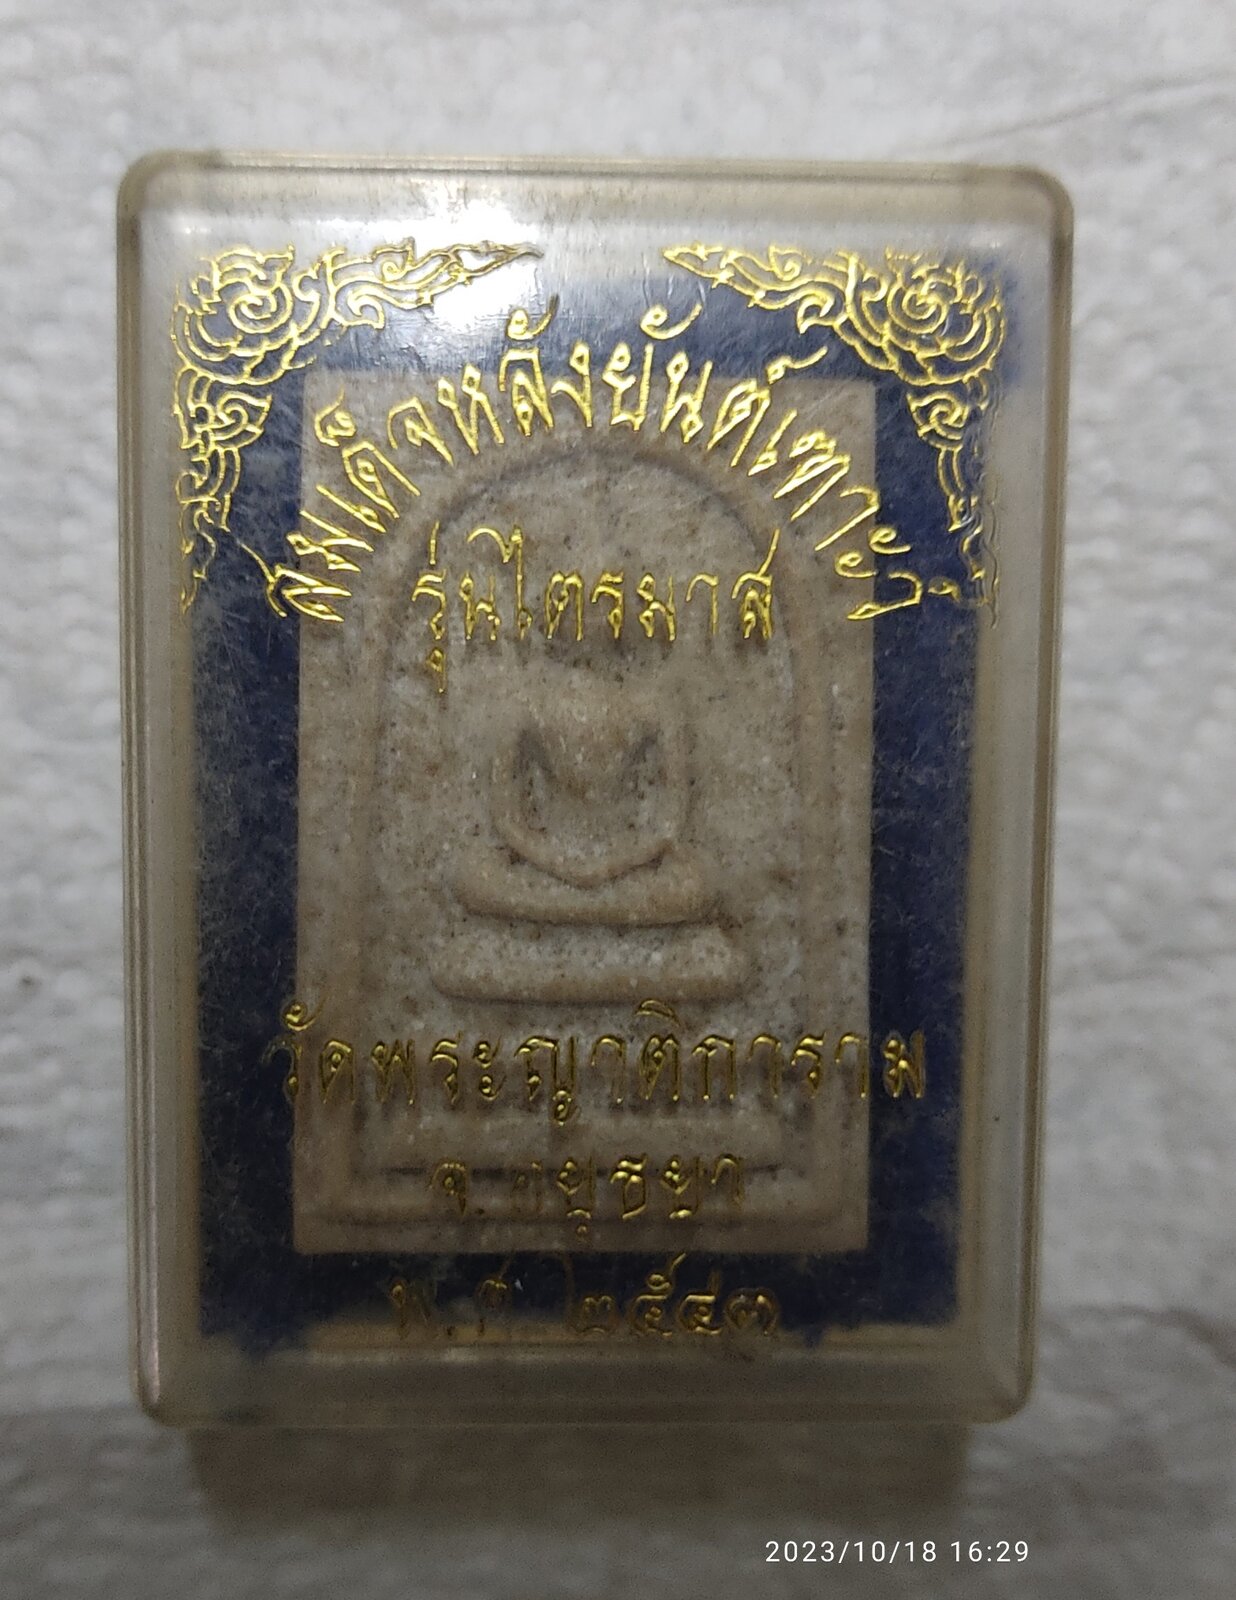 สมเด็จหลังยันต์เฑาะว์
รุ่นไตรมาส
วัดพระญาติการาม
จ.อยุธยา
พ.ศ. ๒๕๔๓
2023/10/18 16:29